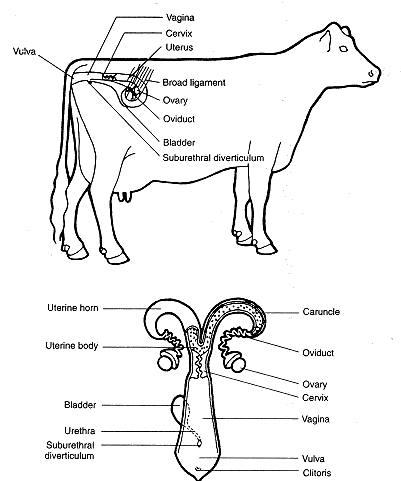 Vagina
Cervix
Uterus
Vulva
Broad ligament
Ovary
Oviduct
Bladder
Suburethral diverticulum
Uterine horn
Caruncle
Uterine body
Oviduct
Ovary
Cervix
Bladder
Vagina
Urethra
Suburethral
diverticulum
Vulva
Clitoris